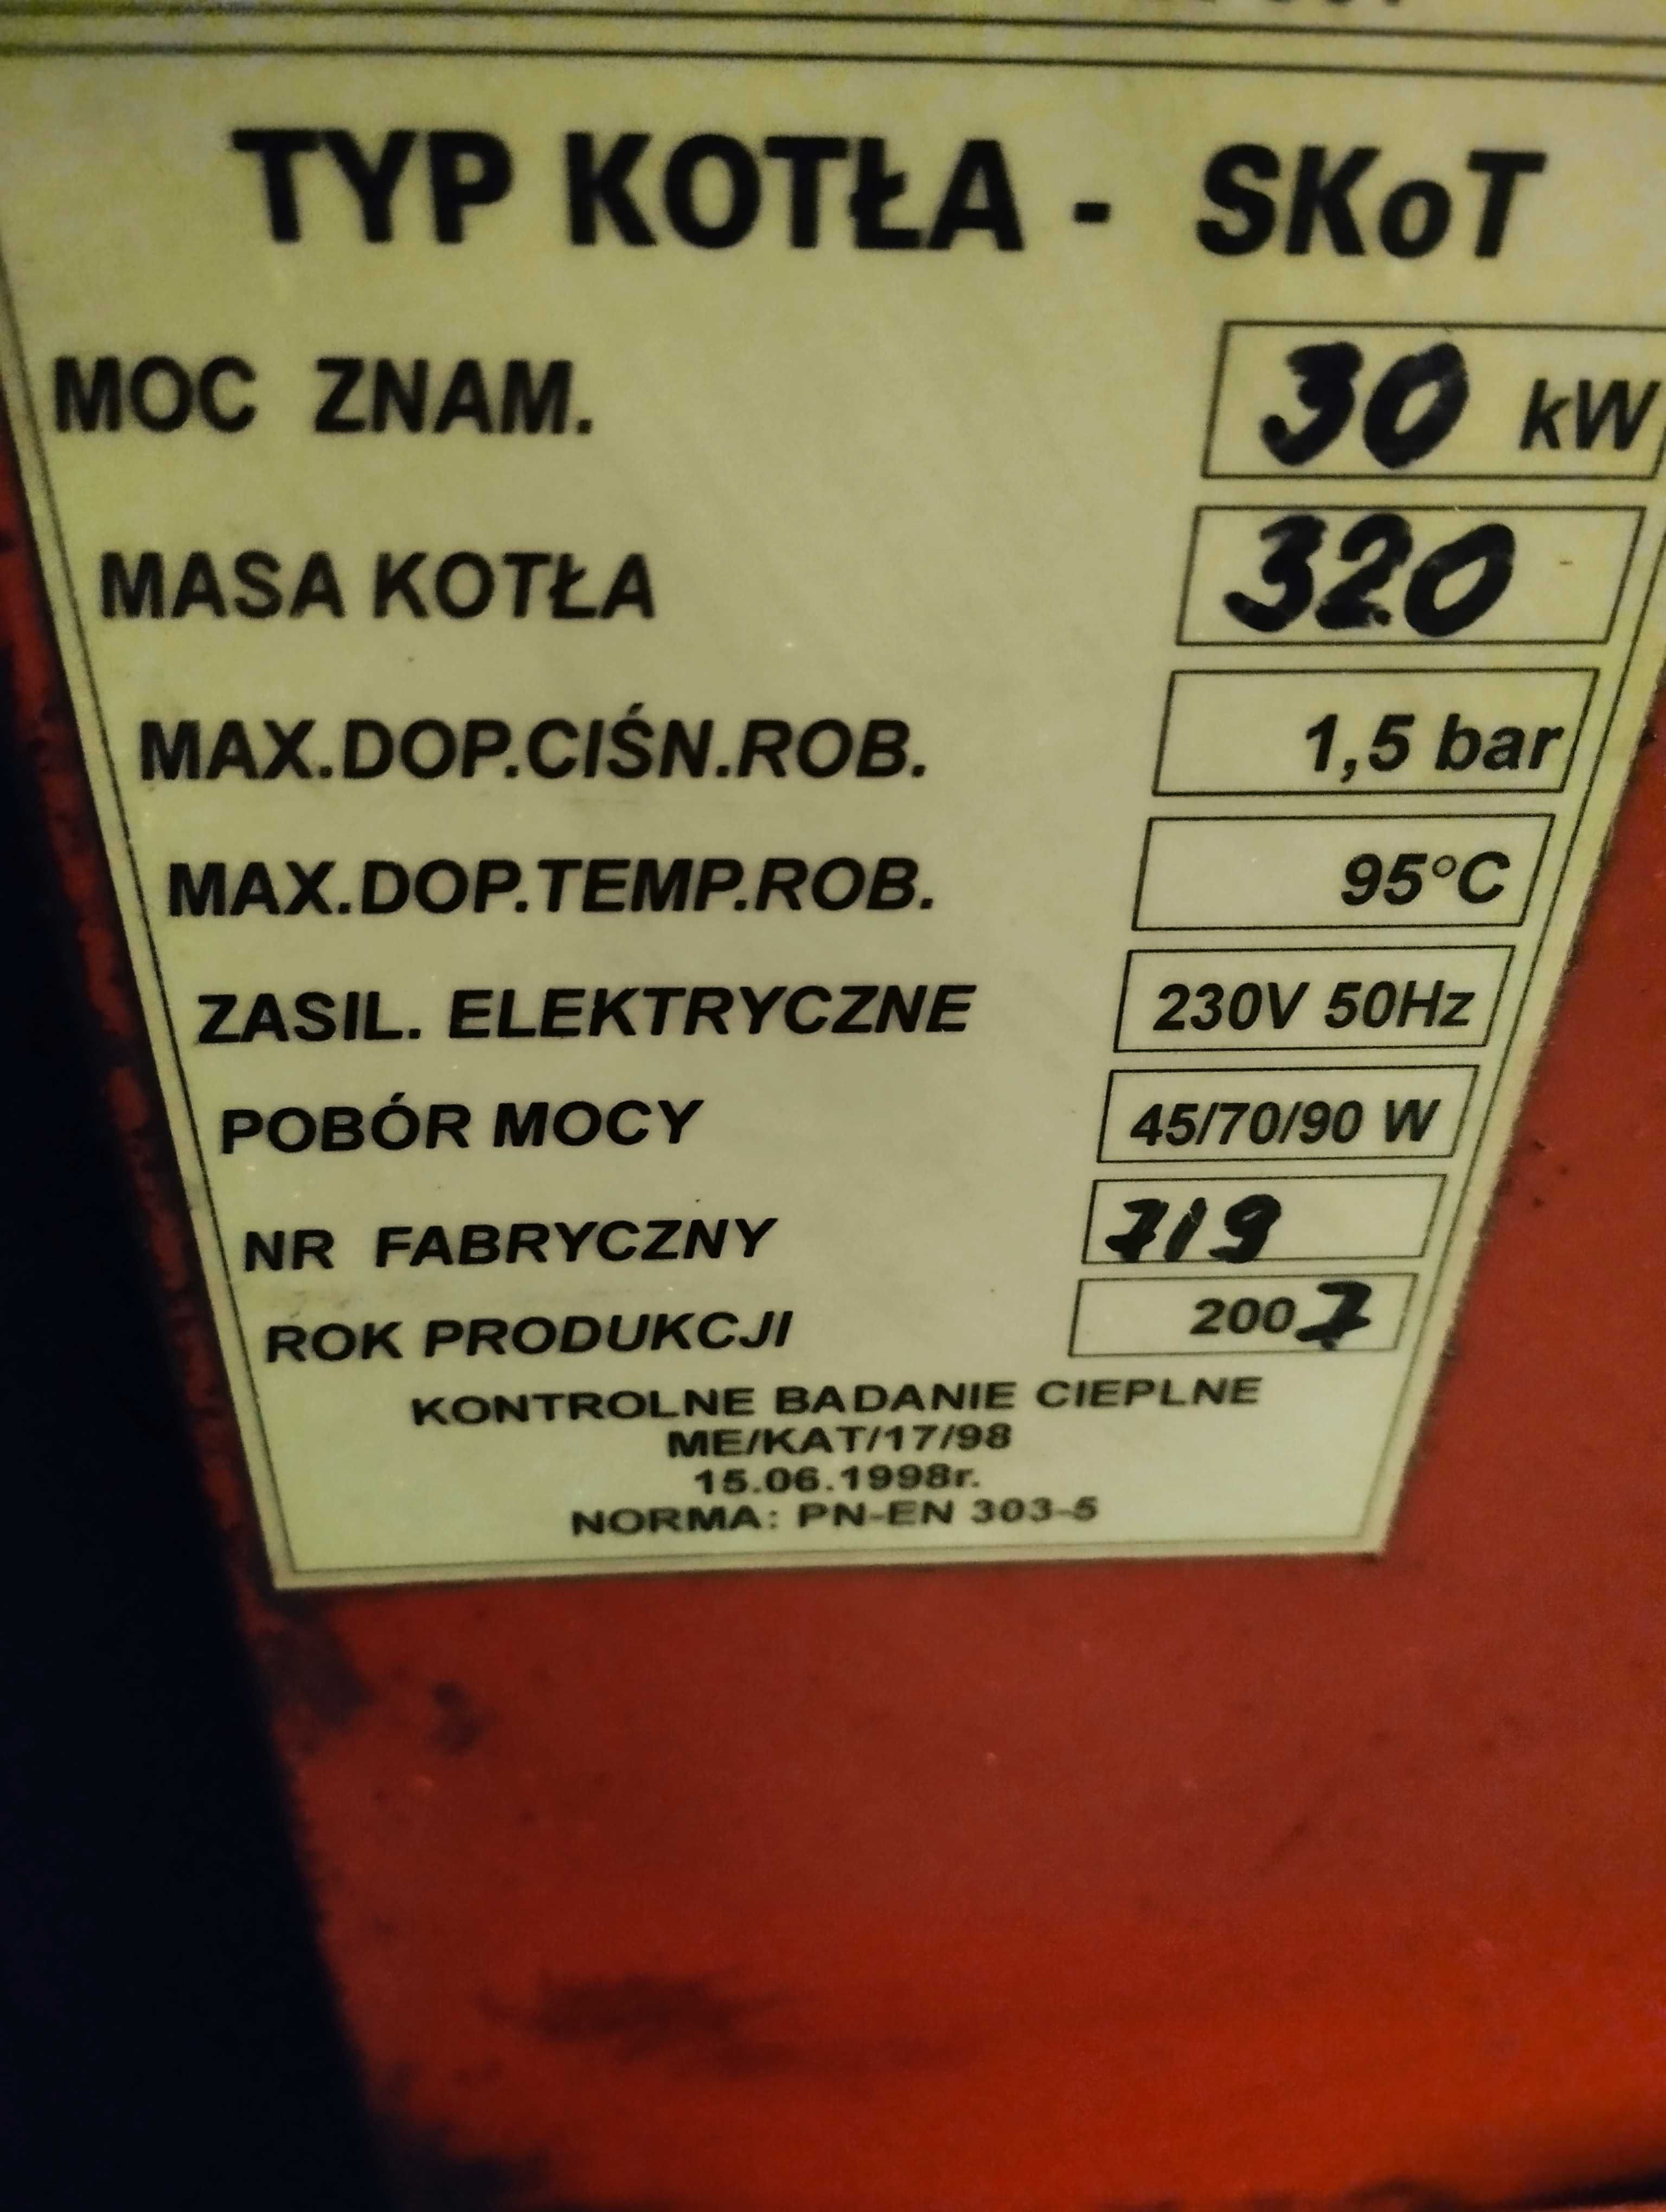 TYP KOTŁA - SKoT
MOC ZNAM. 30 kW
MASA KOTŁA 320
MAX.DOP.CIŚN.ROB. 1,5 bar
MAX.DOP.TEMP.ROB. 95°C
ZASIL. ELEKTRYCZNE 230V 50Hz
POBÓR MOCY 45/70/90 W
NR FABRYCZNY 719
ROK PRODUKCJI 2007
KONTROLNE BADANIE CIEPLNE
ME/KAT/17/98
15.06.1998r.
NORMA: PN-EN 303-5